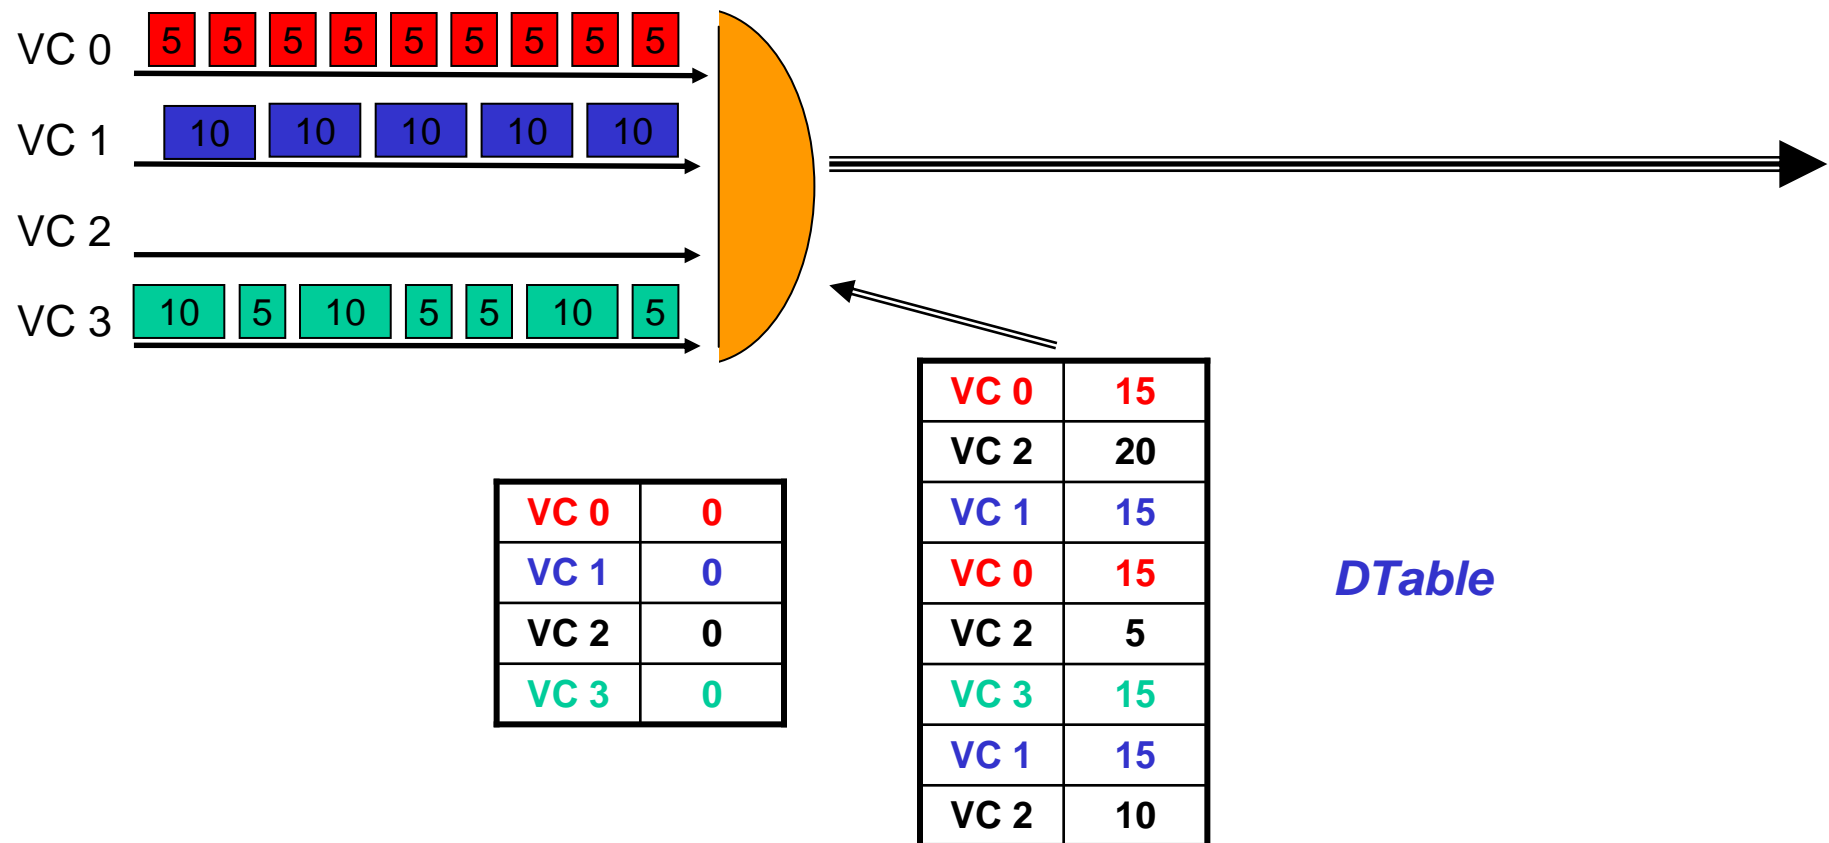 VC 0 5 5 5 5 5 5 5 5 5
VC 1 10 10 10 10 10
VC 2
VC 3 10 5 10 5 5 10 5
VC 0 0
VC 1 0
VC 2 0
VC 3 0
VC 0 15
VC 2 20
VC 1 15
VC 0 15
VC 2 5
VC 3 15
VC 1 15
VC 2 10
DTable